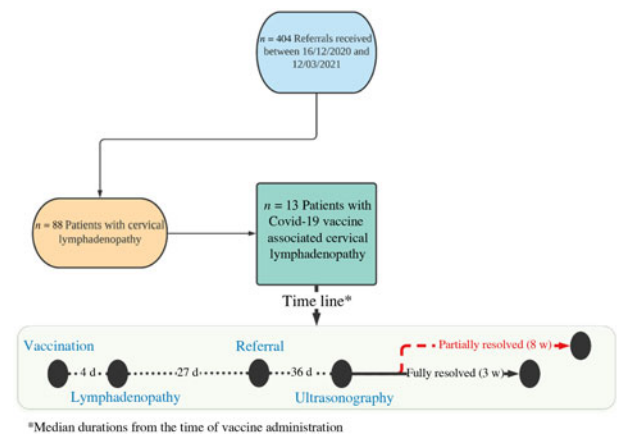 n = 404 Referrals received
between 16/12/2020 and
12/03/2021
n = 88 Patients with cervical
lymphadenopathy
n = 13 Patients with
Covid-19 vaccine
associated cervical
lymphadenopathy
Time line*
Vaccination
Referral
Partially resolved (8 w)
4 d
27 d
36 d
Fully resolved (3 w)
Lymphadenopathy
Ultrasonography
*Median durations from the time of vaccine administration